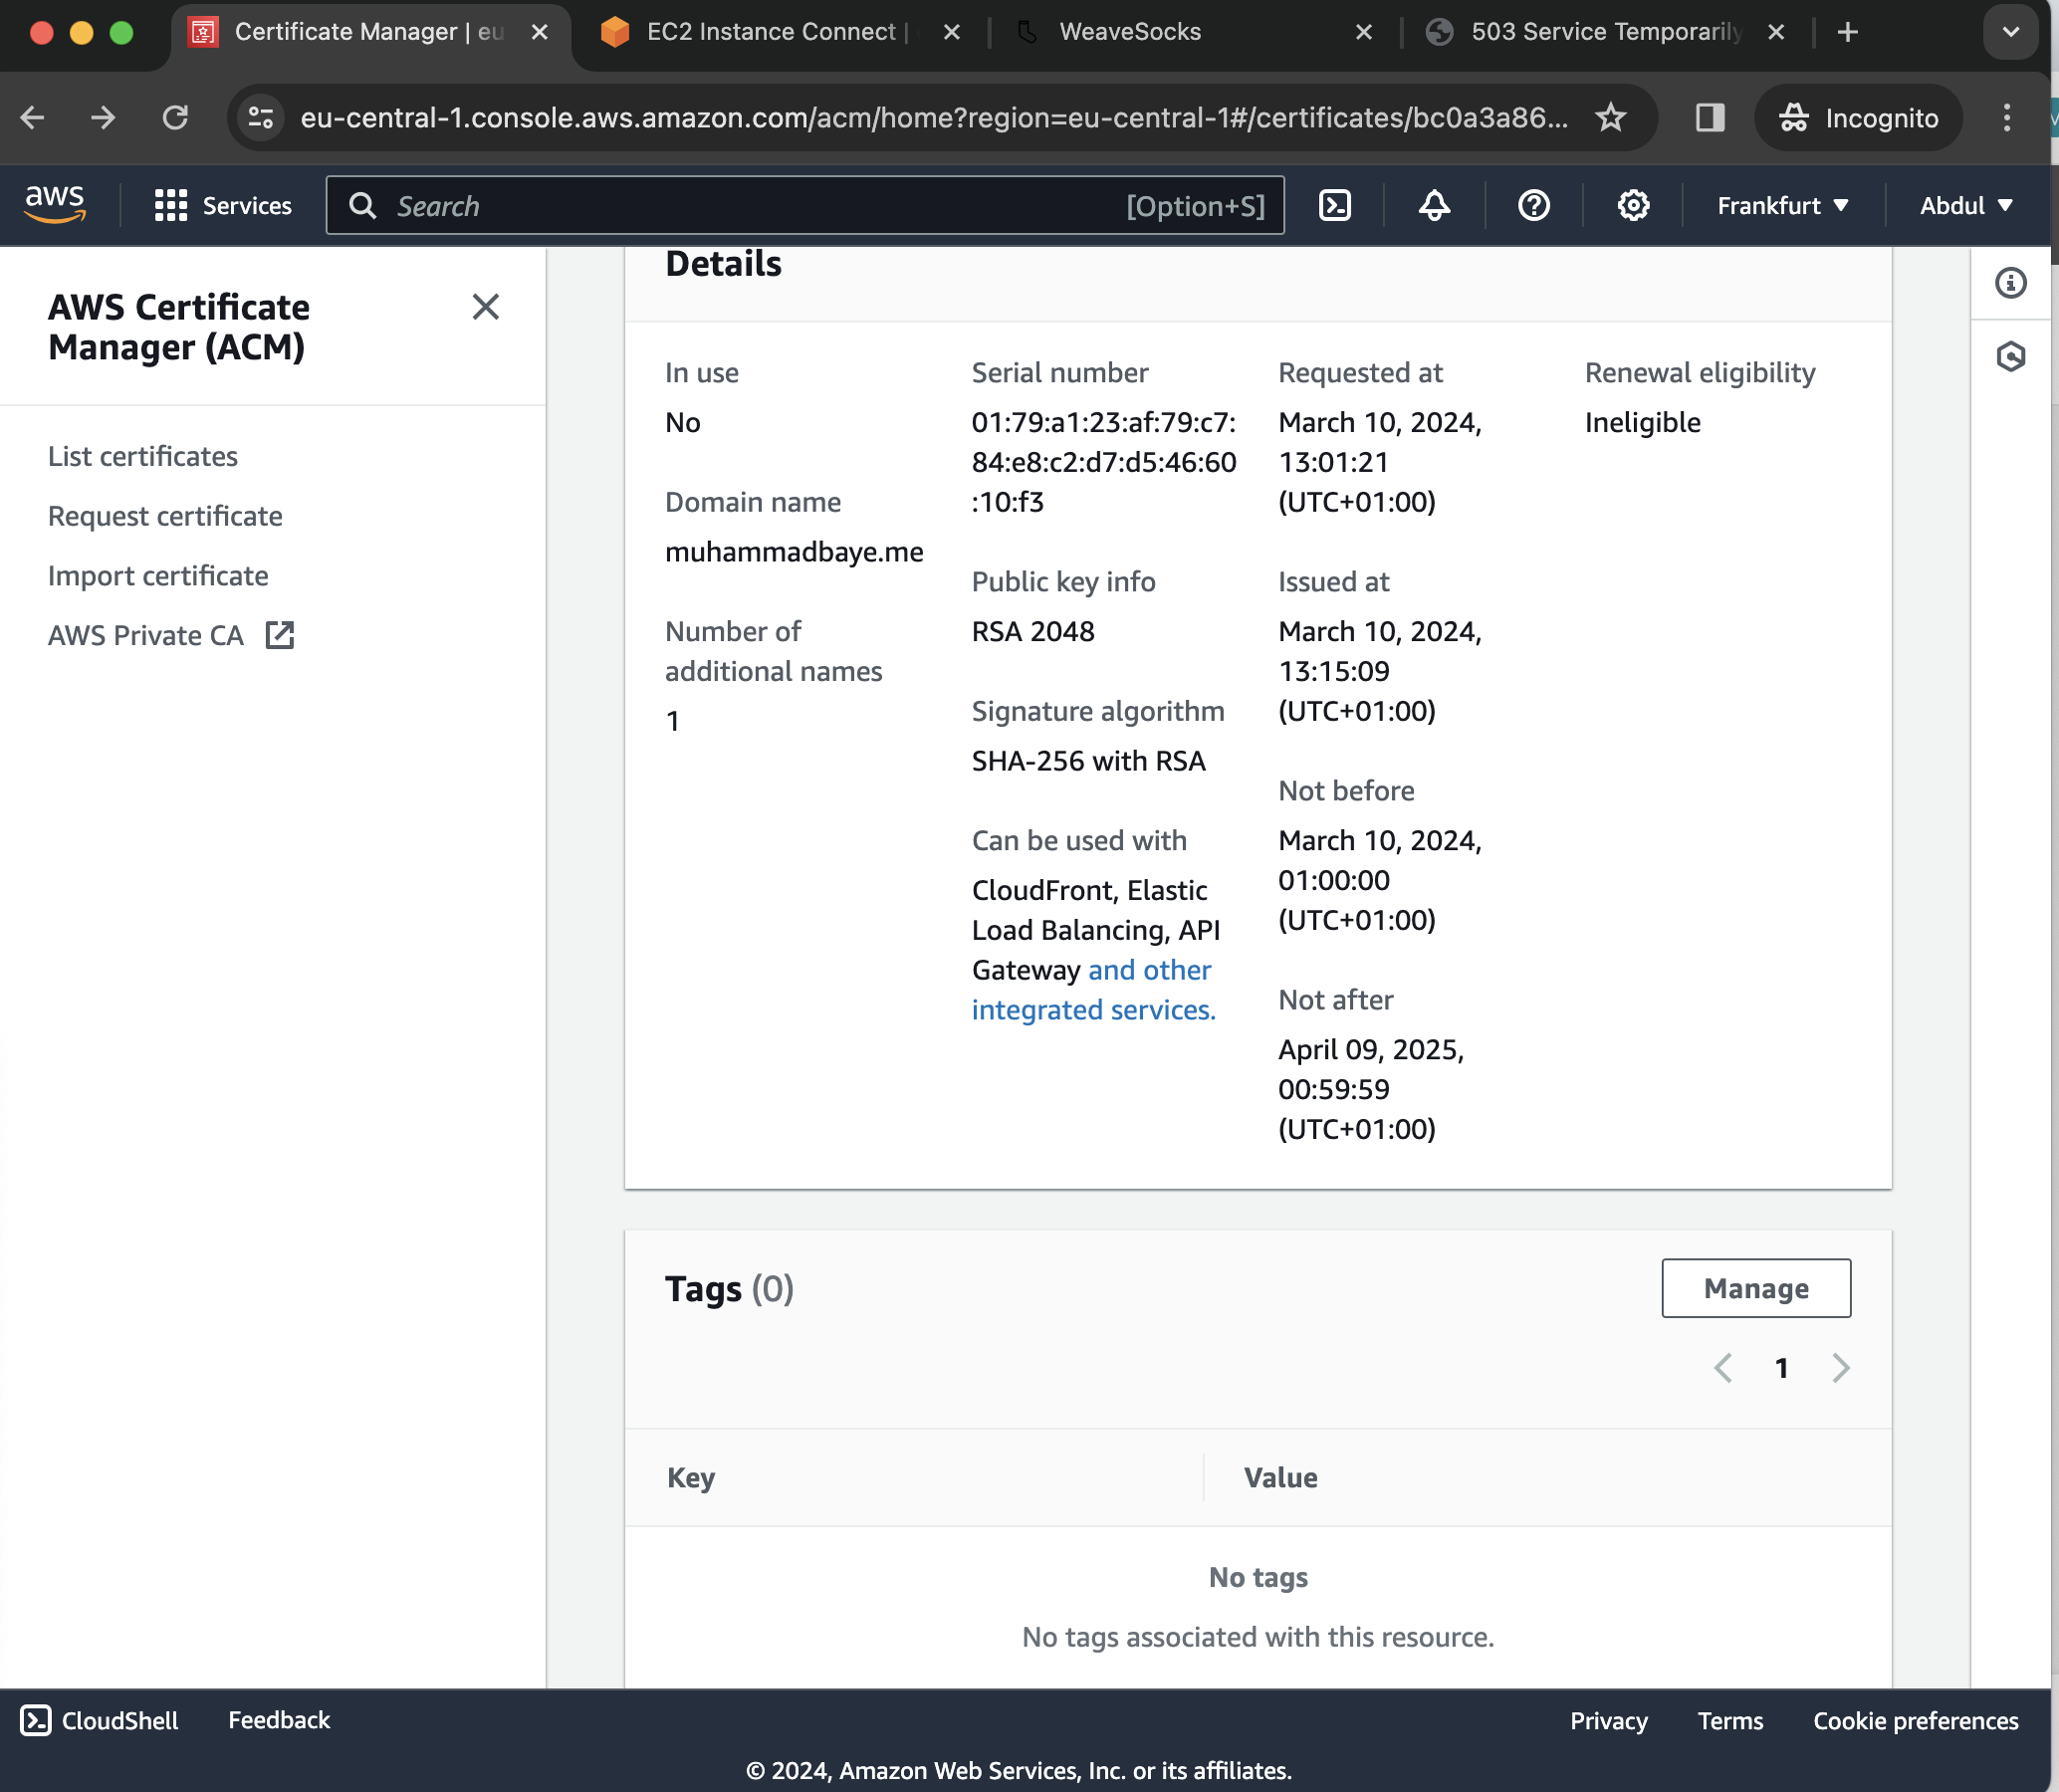 Certificate Manager | eu
EC2 Instance Connect |
WeaveSocks
503 Service Temporarily
eu-central-1.console.aws.amazon.com/acm/home?region=eu-central-1#/certificates/bc0a3a86...
Incognito
aws
Services
Search
[Option+S]
Frankfurt
Abdul
AWS Certificate
Manager (ACM)
List certificates
Request certificate
Import certificate
AWS Private CA
Details
In use
No
Domain name
muhammadbaye.me
Number of
additional names
1
Serial number
01:79:a1:23:af:79:c7:
84:e8:c2:d7:d5:46:60
:10:f3
Public key info
RSA 2048
Signature algorithm
SHA-256 with RSA
Can be used with
CloudFront, Elastic
Load Balancing, API
Gateway and other
integrated services.
Requested at
March 10, 2024,
13:01:21
(UTC+01:00)
Issued at
March 10, 2024,
13:15:09
(UTC+01:00)
Not before
March 10, 2024,
01:00:00
(UTC+01:00)
Not after
April 09, 2025,
00:59:59
(UTC+01:00)
Renewal eligibility
Ineligible
Tags (0)
Manage
1
Key
Value
No tags
No tags associated with this resource.
CloudShell
Feedback
Privacy
Terms
Cookie preferences
© 2024, Amazon Web Services, Inc. or its affiliates.